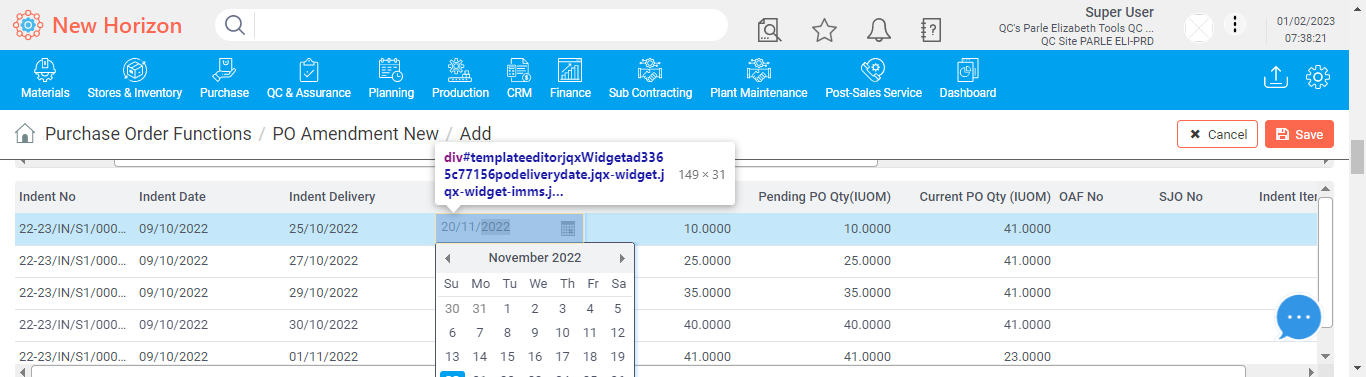 New Horizon
Super User
QC's Parle Elizabeth Tools QC ...
QC Site PARLE ELI-PRD
01/02/2023
07:38:21
Materials
Stores & Inventory
Purchase
QC & Assurance
Planning
Production
CRM
Finance
Sub Contracting
Plant Maintenance
Post-Sales Service
Dashboard
Purchase Order Functions / PO Amendment New / Add
Cancel
Save
div#templateeditorjqxWidgetad336
5c77156podeliverydate.jqx-widget.j
qx-widget-imms.j...
149 × 31
Indent No Indent Date Indent Delivery Pending PO Qty(IUOM) Current PO Qty (IUOM) OAF No SJO No Indent Iter
22-23/IN/S1/000... 09/10/2022 25/10/2022 20/11/2022 10.0000 10.0000 41.0000
22-23/IN/S1/000... 09/10/2022 27/10/2022 25.0000 25.0000 41.0000
22-23/IN/S1/000... 09/10/2022 29/10/2022 35.0000 35.0000 41.0000
22-23/IN/S1/000... 09/10/2022 30/10/2022 40.0000 40.0000 41.0000
22-23/IN/S1/000... 09/10/2022 01/11/2022 41.0000 41.0000 23.0000
November 2022
Su Mo Tu We Th Fr Sa
30 31 1 2 3 4 5
6 7 8 9 10 11 12
13 14 15 16 17 18 19